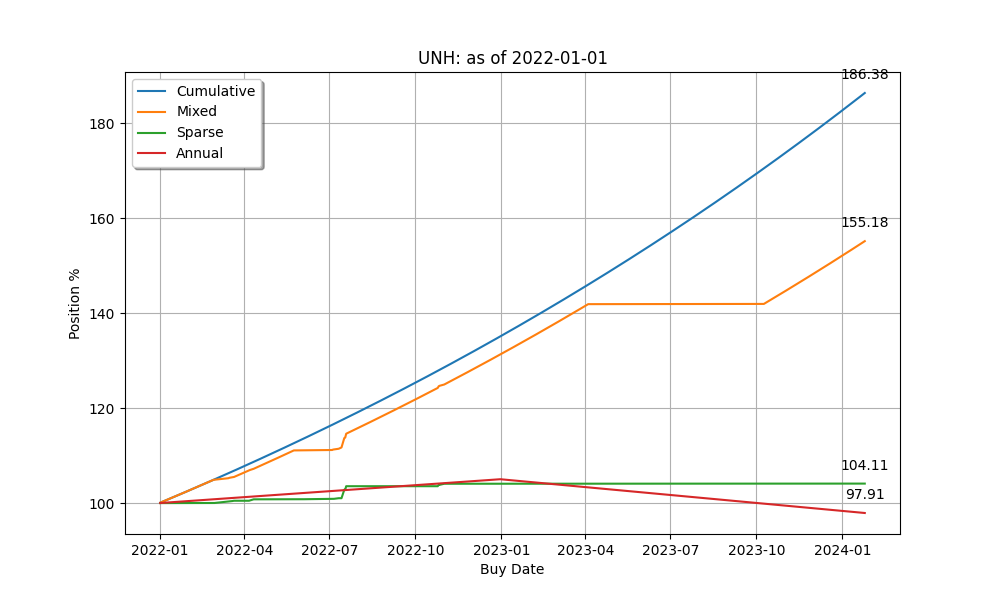 UNH: as of 2022-01-01
186.38
Cumulative
Mixed
Sparse
Annual
180
160
155.18
Position %
140
120
104.11
100
97.91
2022-01 2022-04 2022-07 2022-10 2023-01 2023-04 2023-07 2023-10 2024-01
Buy Date